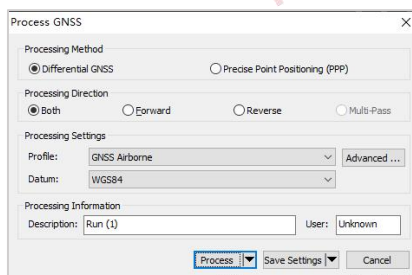 Process GNSS
Processing Method
Differential GNSS Precise Point Positioning (PPP)
Processing Direction
Both Forward Reverse Multi-Pass
Processing Settings
Profile: GNSS Airborne Advanced ...
Datum: WGS84
Processing Information
Description: Run (1) User: Unknown
Process Save Settings Cancel